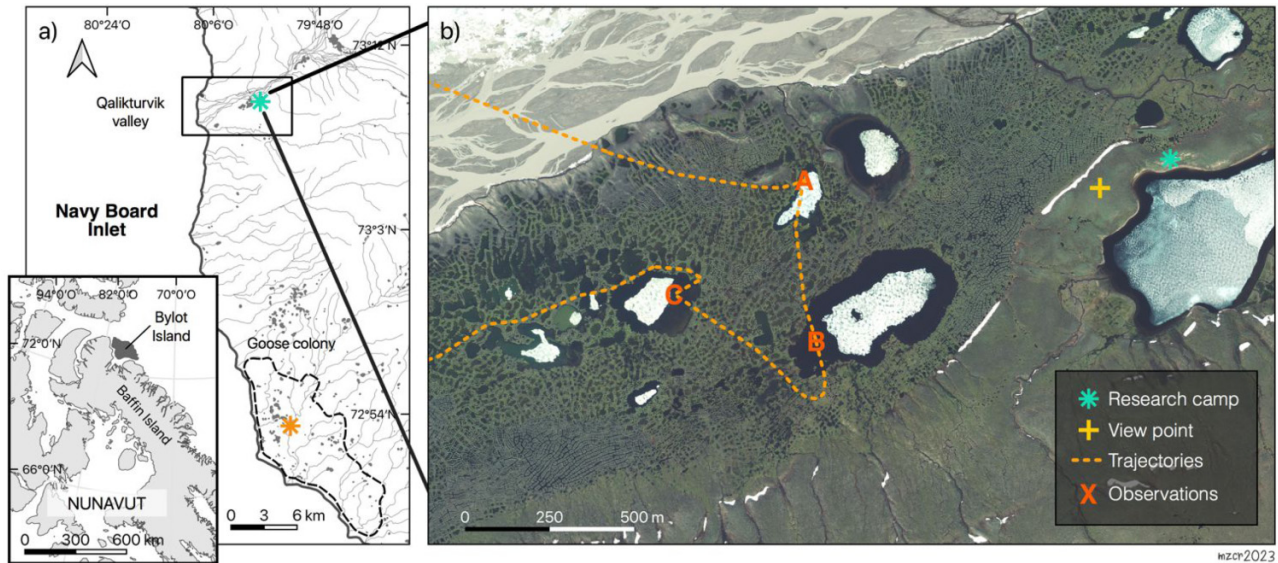 a)
80°24'O
80°6'O
79°48'O
73°12'N
Qalikturvik
valley
Navy Board
Inlet
73°3'N
94°0'O
82°0'O
70°0'O
Bylot
Island
72°0'N
Baffin Island
66°0'N
NUNAVUT
0 300 600 km
Goose colony
72°54'N
0 3 6 km
b)
A
C
B
Research camp
View point
Trajectories
X Observations
0 250 500 m
mzcr2023